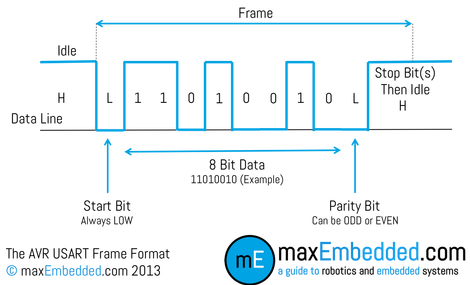 Frame
Idle
H L 1 1 0 1 0 0 1 0 L
Stop Bit(s)
Then Idle
H
Data Line
8 Bit Data
11010010 (Example)
Start Bit
Always LOW
Parity Bit
Can be ODD or EVEN
The AVR USART Frame Format
© maxEmbedded.com 2013
mE
maxEmbedded.com
a guide to robotics and embedded systems